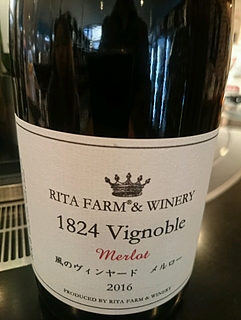 RITA FARM® & WINERY
1824 Vignoble
Merlot
風のヴィンヤード メルロー
2016
PRODUCED BY RITA FARM & WINERY